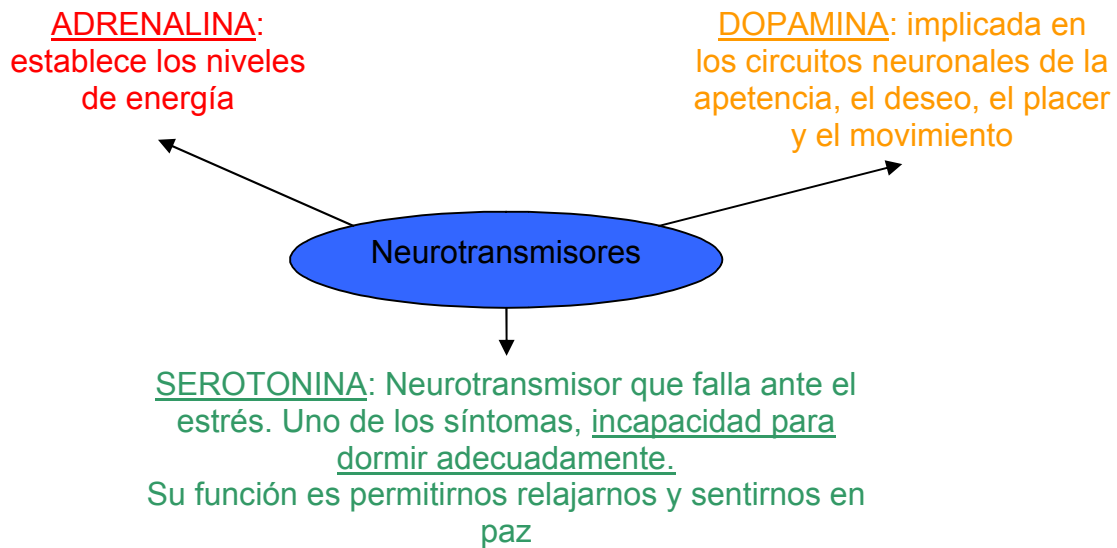 ADRENALINA:
establece los niveles
de energía
DOPAMINA: implicada en
los circuitos neuronales de la
apetencia, el deseo, el placer
y el movimiento
Neurotransmisores
SEROTONINA: Neurotransmisor que falla ante el
estrés. Uno de los síntomas, incapacidad para
dormir adecuadamente.
Su función es permitirnos relajarnos y sentirnos en
paz